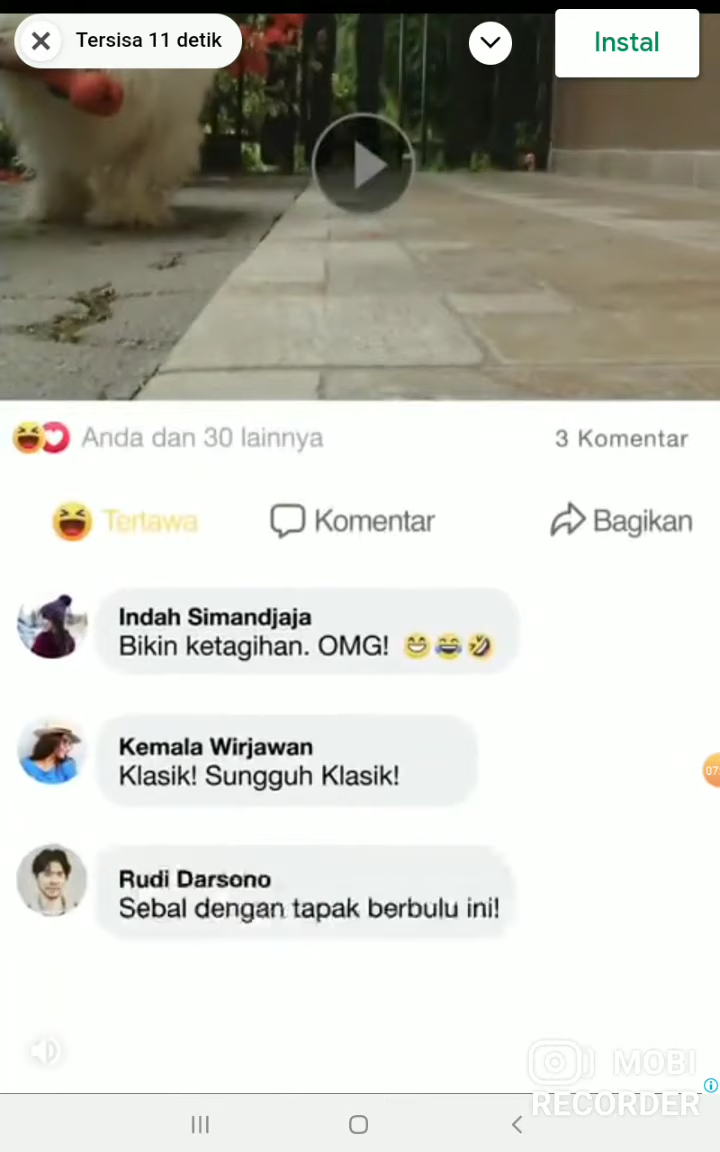 Tersisa 11 detik
Instal
Anda dan 30 lainnya
3 Komentar
Tertawa
Komentar
Bagikan
Indah Simandjaja
Bikin ketagihan. OMG! 😄😂🤣
Kemala Wirjawan
Klasik! Sungguh Klasik!
07
Rudi Darsono
Sebal dengan tapak berbulu ini!
MOBI
RECORDER